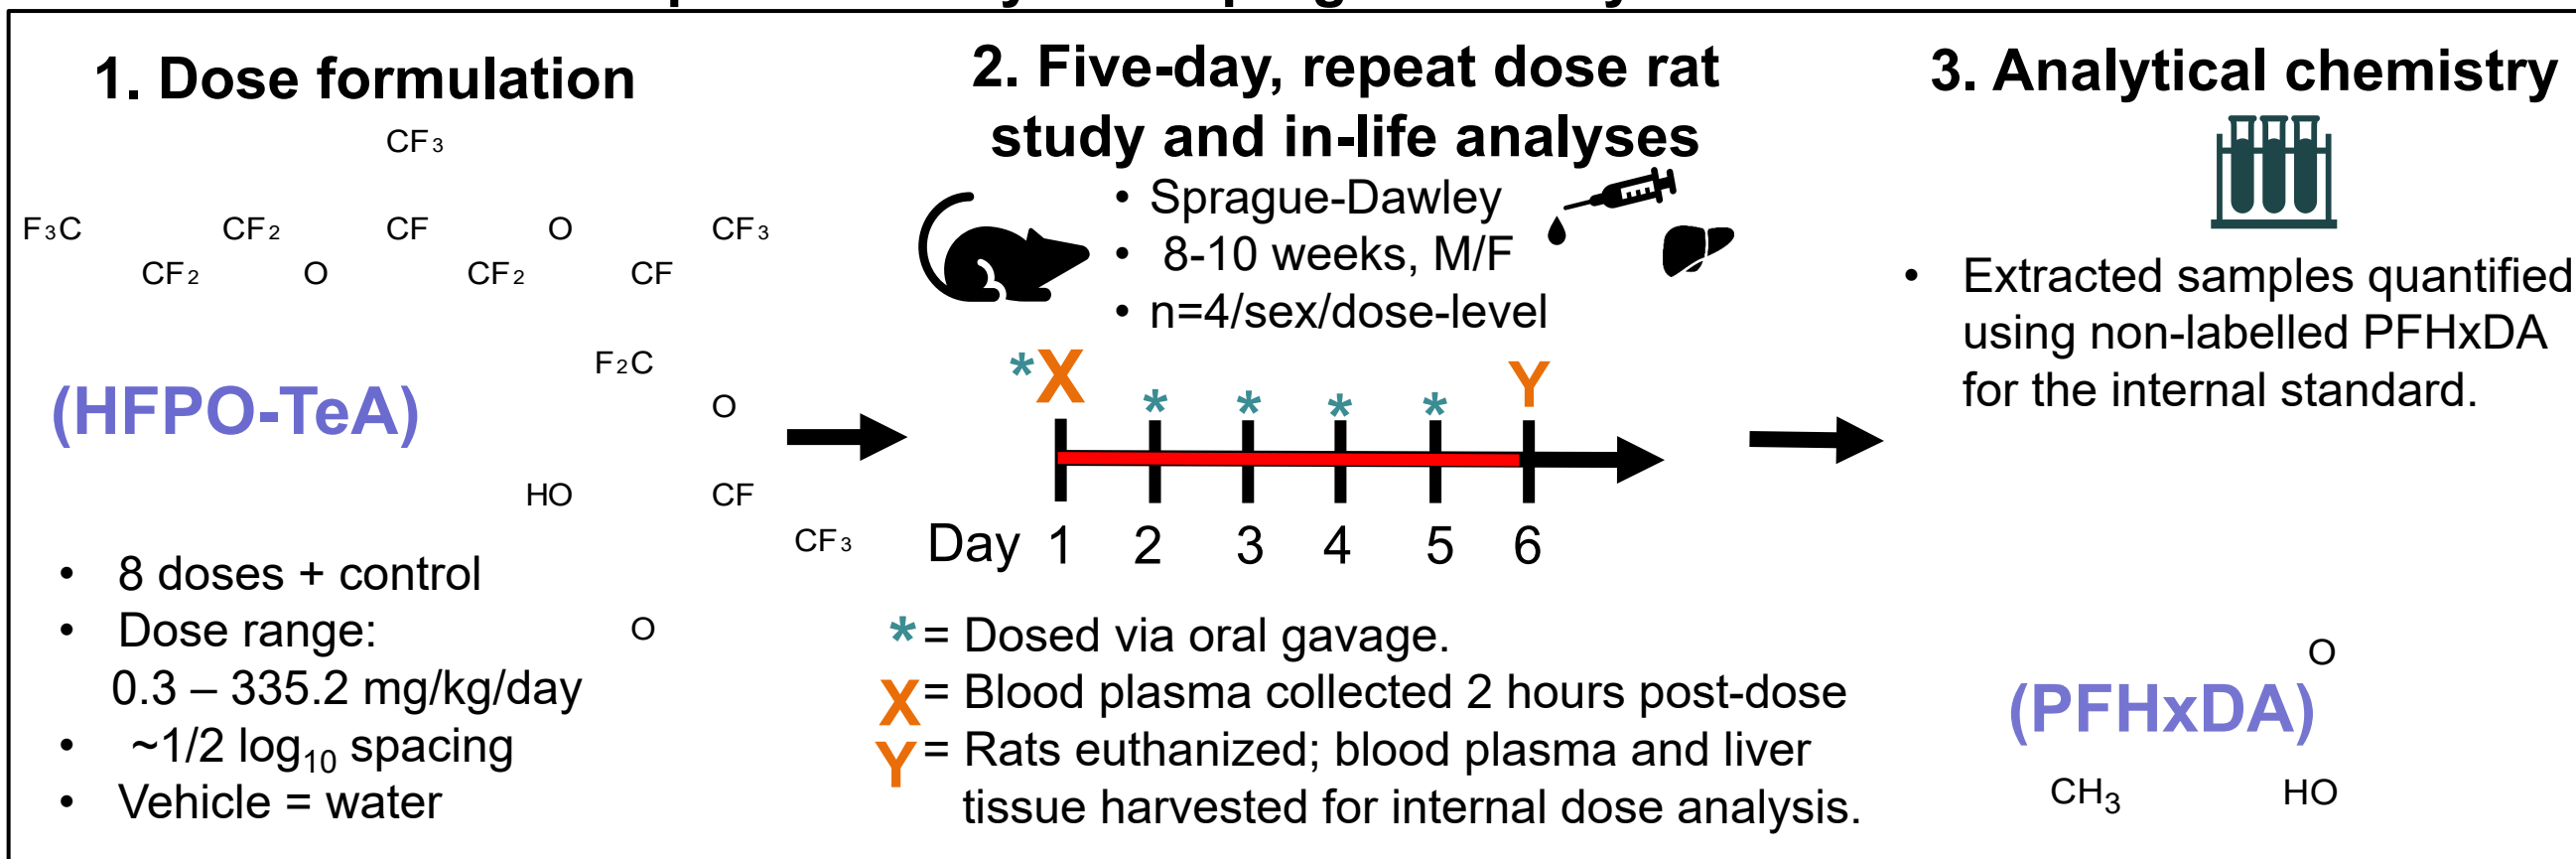 1. Dose formulation
CF3
F3C CF2 CF O CF3
CF2 O CF2 CF
F2C
(HFPO-TeA)
O
HO CF
CF3
• 8 doses + control
• Dose range:
O
0.3 – 335.2 mg/kg/day
• ~1/2 log10 spacing
• Vehicle = water
2. Five-day, repeat dose rat
study and in-life analyses
• Sprague-Dawley
• 8-10 weeks, M/F
• n=4/sex/dose-level
*X * * * * Y
Day 1 2 3 4 5 6
* = Dosed via oral gavage.
X = Blood plasma collected 2 hours post-dose
Y = Rats euthanized; blood plasma and liver
tissue harvested for internal dose analysis.
3. Analytical chemistry
• Extracted samples quantified
using non-labelled PFHxDA
for the internal standard.
O
(PFHxDA)
CH3 HO